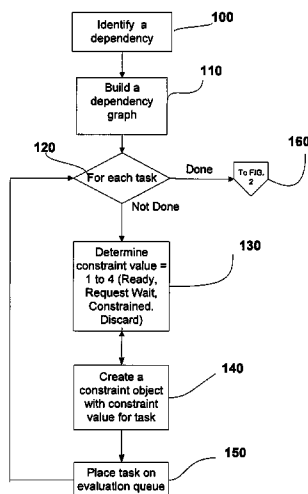 100
Identify a
dependency
110
Build a
dependency
graph
120
For each task
Done
160
To FIG.
2
Not Done
130
Determine
constraint value =
1 to 4 (Ready,
Request Wait,
Constrained.
Discard)
140
Create a
constraint object
with constraint
value for task
150
Place task on
evaluation queue